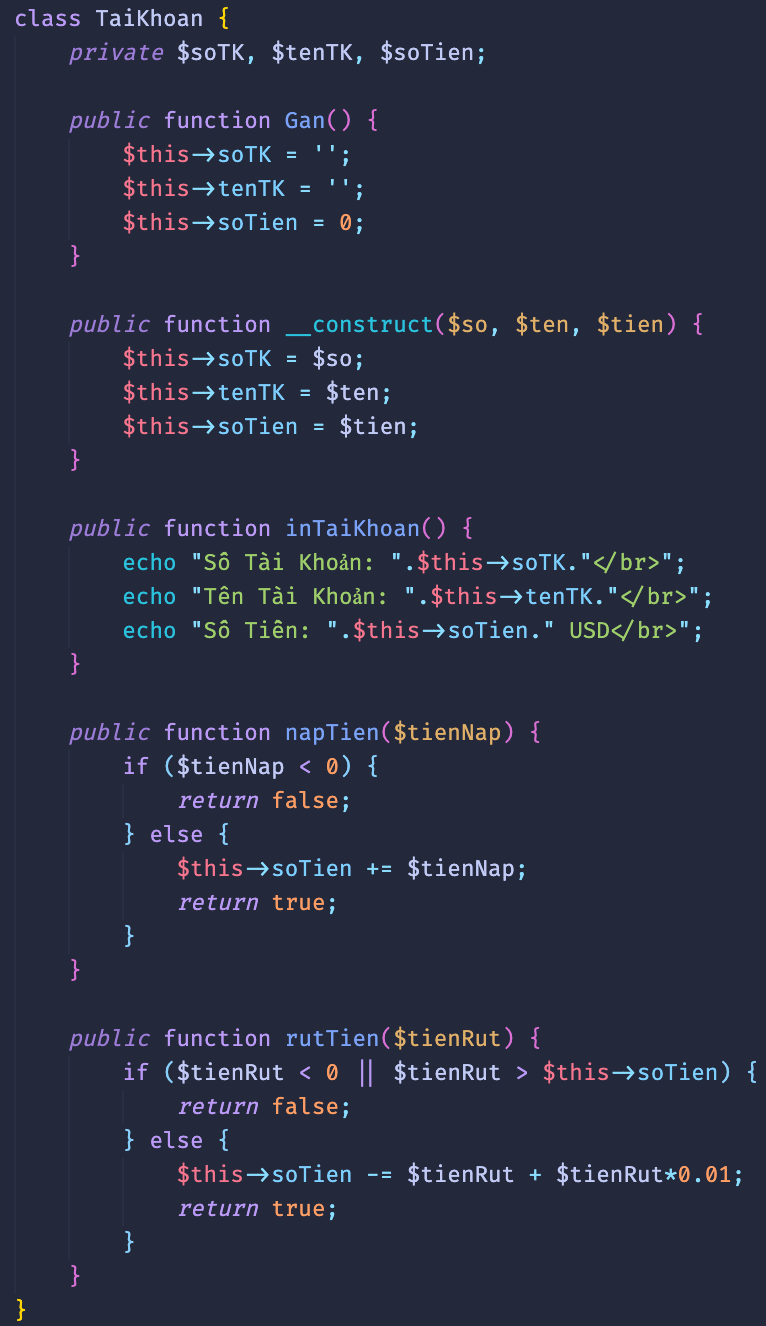 class TaiKhoan {
    private $soTK, $tenTK, $soTien;

    public function Gan() {
        $this->soTK = '';
        $this->tenTK = '';
        $this->soTien = 0;
    }

    public function __construct($so, $ten, $tien) {
        $this->soTK = $so;
        $this->tenTK = $ten;
        $this->soTien = $tien;
    }

    public function inTaiKhoan() {
        echo "Số Tài Khoản: ".$this->soTK."</br>";
        echo "Tên Tài Khoản: ".$this->tenTK."</br>";
        echo "Số Tiền: ".$this->soTien." USD</br>";
    }

    public function napTien($tienNap) {
        if ($tienNap < 0) {
            return false;
        } else {
            $this->soTien += $tienNap;
            return true;
        }
    }

    public function rutTien($tienRut) {
        if ($tienRut < 0 || $tienRut > $this->soTien) {
            return false;
        } else {
            $this->soTien -= $tienRut + $tienRut*0.01;
            return true;
        }
    }
}